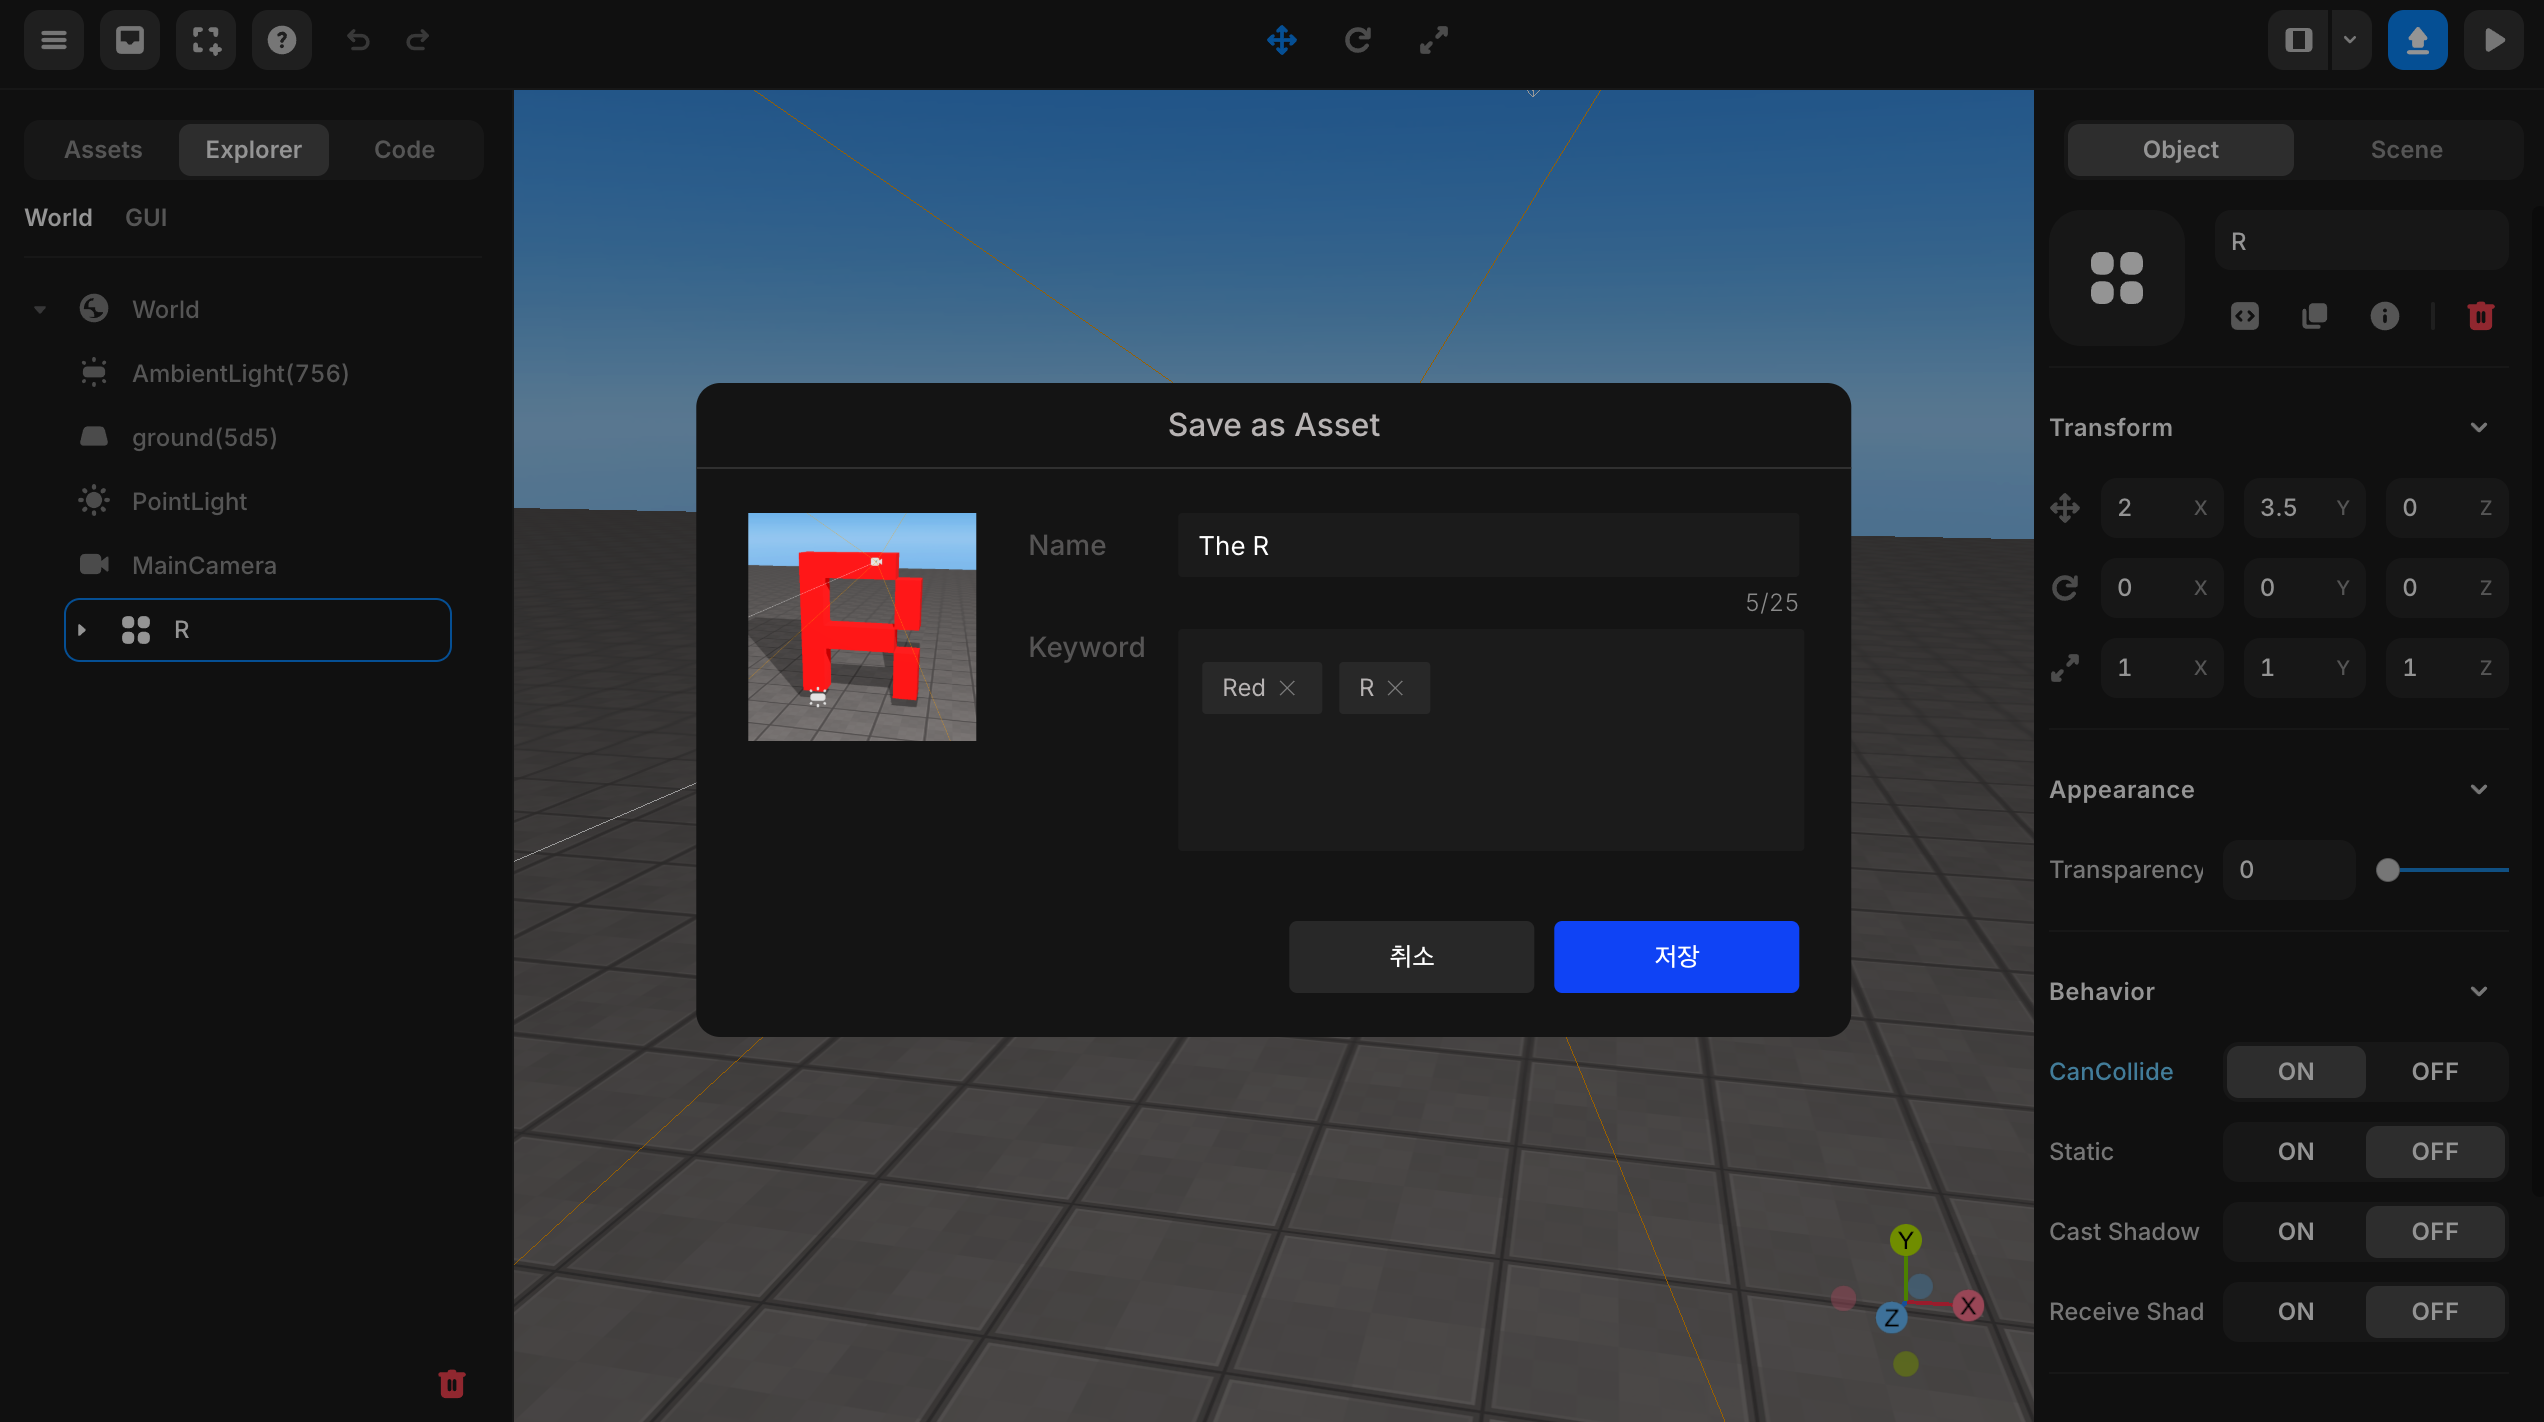 Assets Explorer Code
World GUI
World
AmbientLight(756)
ground(5d5)
PointLight
MainCamera
R
Save as Asset
Name The R
5/25
Keyword
Red R
취소 저장
Y
Z X
Object Scene
R
Transform
2 X 3.5 Y 0 Z
0 X 0 Y 0 Z
1 X 1 Y 1 Z
Appearance
Transparency 0
Behavior
CanCollide ON OFF
Static ON OFF
Cast Shadow ON OFF
Receive Shad ON OFF